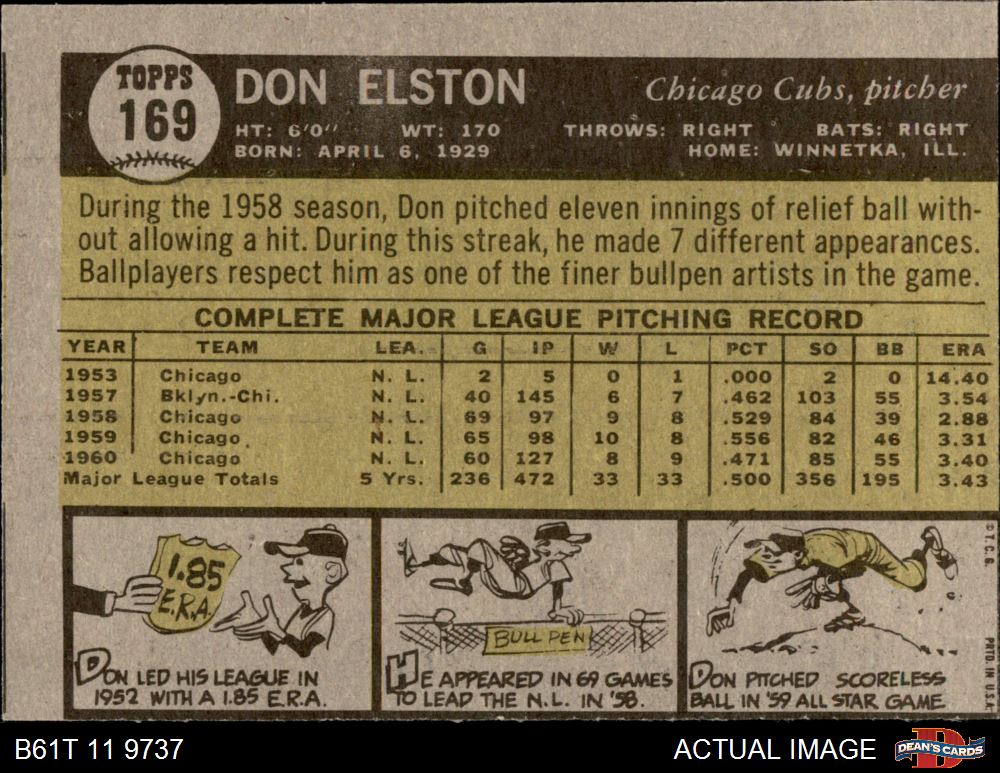 TOPPS
169
DON ELSTON
Chicago Cubs, pitcher
HT: 6'0" WT: 170 THROWS: RIGHT BATS: RIGHT
BORN: APRIL 6, 1929 HOME: WINNETKA, ILL.
During the 1958 season, Don pitched eleven innings of relief ball with-
out allowing a hit. During this streak, he made 7 different appearances.
Ballplayers respect him as one of the finer bullpen artists in the game.
COMPLETE MAJOR LEAGUE PITCHING RECORD
YEAR TEAM LEA. G IP W L PCT SO BB ERA
1953 Chicago N. L. 2 5 0 1 .000 2 0 14.40
1957 Bklyn.-Chi. N. L. 40 145 6 7 .462 103 55 3.54
1958 Chicago N. L. 69 97 9 8 .529 84 39 2.88
1959 Chicago N. L. 65 98 10 8 .556 82 46 3.31
1960 Chicago N. L. 60 127 8 9 .471 85 55 3.40
Major League Totals 5 Yrs. 236 472 33 33 .500 356 195 3.43
1.85
E.R.A.
DON LED HIS LEAGUE IN
1952 WITH A 1.85 E.R.A.
BULL PEN
HE APPEARED IN 69 GAMES
TO LEAD THE N.L. IN '58.
DON PITCHED SCORELESS
BALL IN '59 ALL STAR GAME.
© T. C. G.
PRTD. IN U.S.A.
B61T 11 9737
ACTUAL IMAGE
DEAN'S CARDS